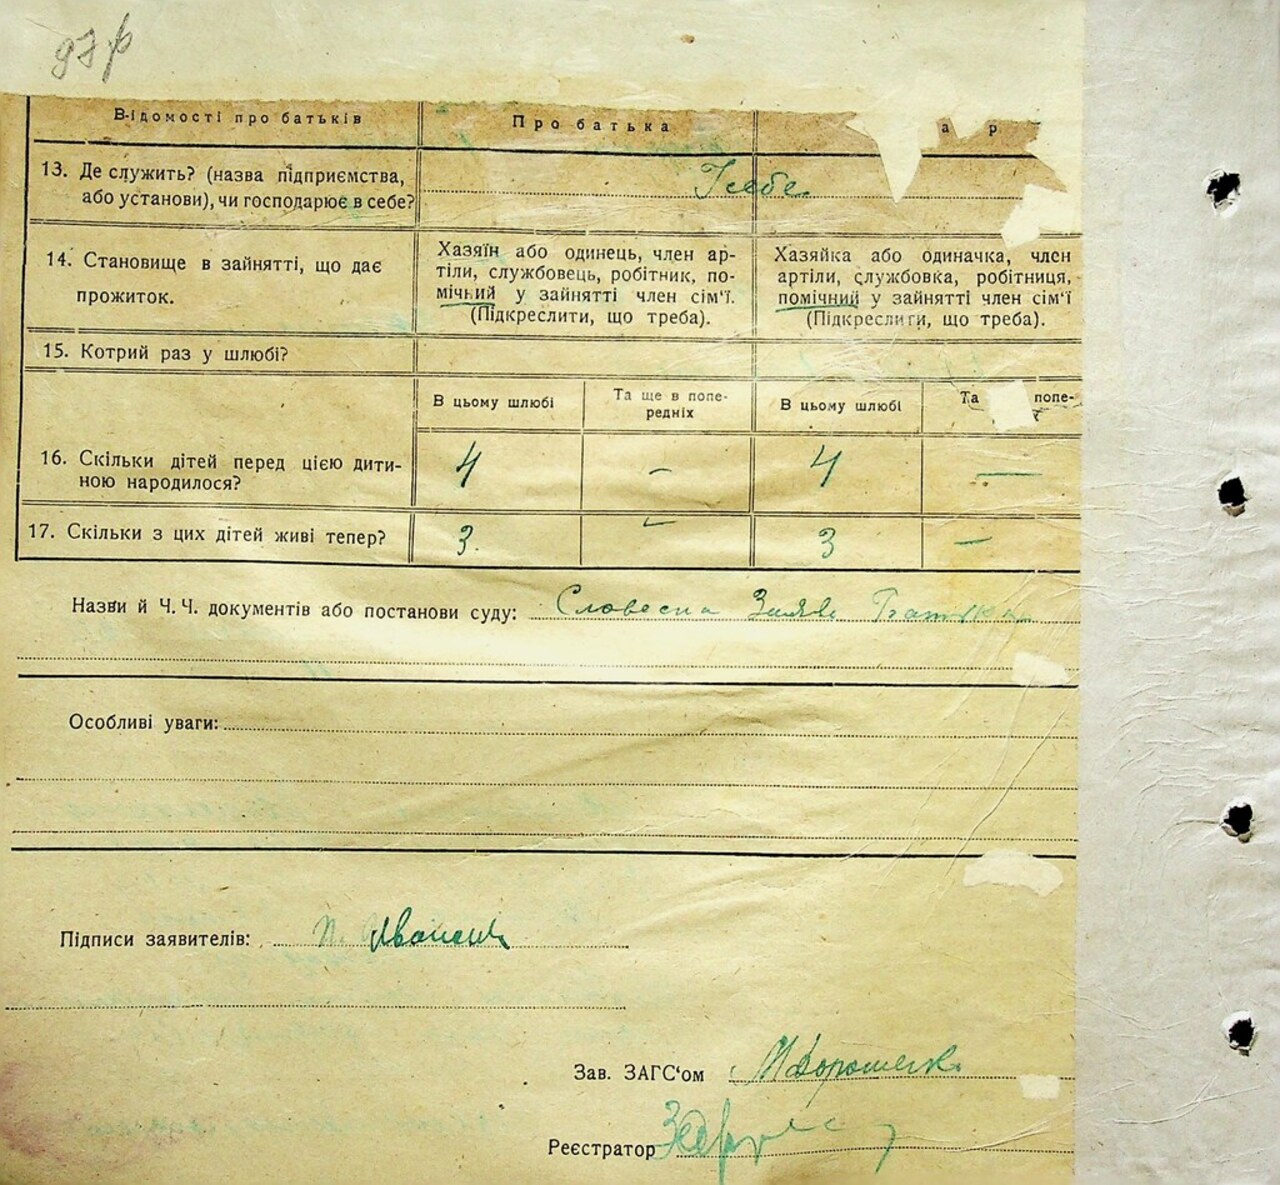 97 р
Відомості про батьків Про батька а р
13. Де служить? (назва підприємства,
або установи), чи господарює в себе?
У себе
14. Становище в зайнятті, що дає
прожиток.
Хазяїн або одинець, член ар-
тіли, службовець, робітник, по-
мічний у зайнятті член сім'ї.
(Підкреслити, що треба).
Хазяйка або одиначка, член
артіли, службовка, робітниця,
помічний у зайнятті член сім'ї
(Підкреслити, що треба).
15. Котрий раз у шлюбі?
В цьому шлюбі
Та ще в попе-
редніх
В цьому шлюбі
Та попе-
х
16. Скільки дітей перед цією дити-
ною народилося?
4 – 4 —
17. Скільки з цих дітей живі тепер? 3. – 3 —
Назви й Ч. Ч. документів або постанови суду: Словесна Заява Батька
Особливі уваги:
Підписи заявителів:
Зав. ЗАГС'ом
Реєстратор